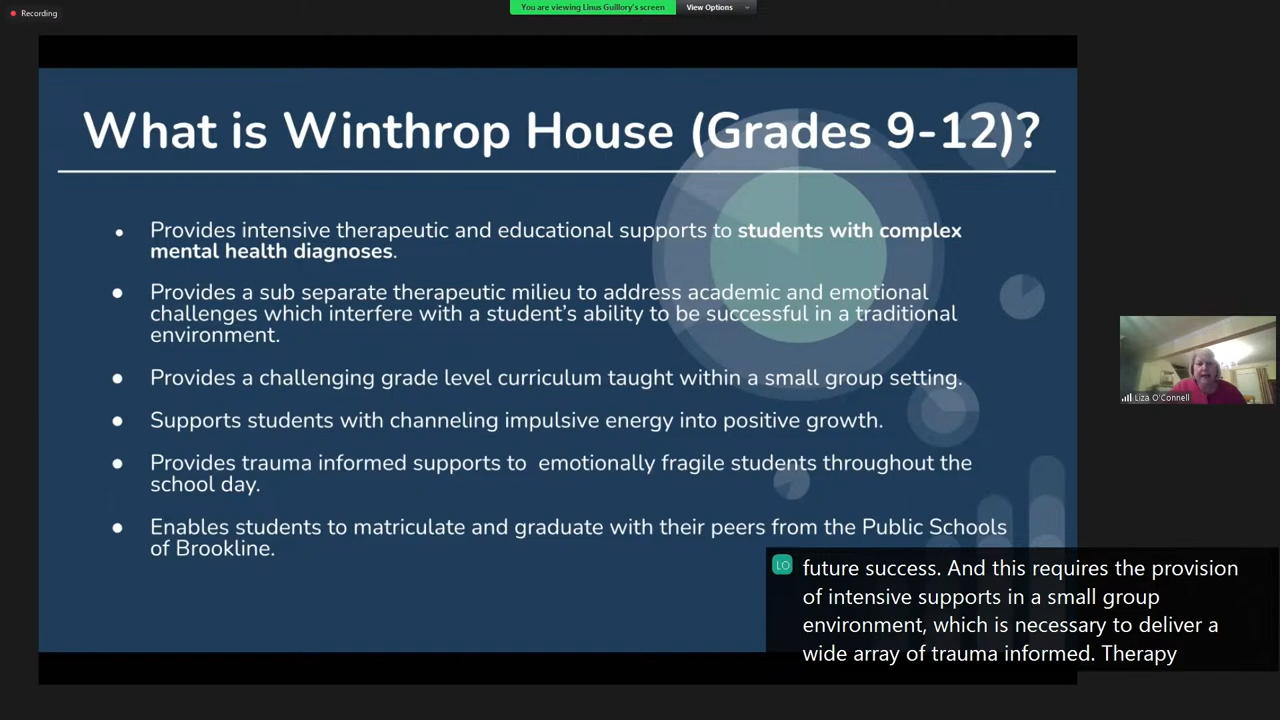 Recording
You are viewing Linus Guillory's screen
View Options
What is Winthrop House (Grades 9-12)?
• Provides intensive therapeutic and educational supports to students with complex
mental health diagnoses.
• Provides a sub separate therapeutic milieu to address academic and emotional
challenges which interfere with a student's ability to be successful in a traditional
environment.
• Provides a challenging grade level curriculum taught within a small group setting.
• Supports students with channeling impulsive energy into positive growth.
• Provides trauma informed supports to  emotionally fragile students throughout the
school day.
• Enables students to matriculate and graduate with their peers from the Public Schools
of Brookline.
Liza O'Connell
LO future success. And this requires the provision
of intensive supports in a small group
environment, which is necessary to deliver a
wide array of trauma informed. Therapy